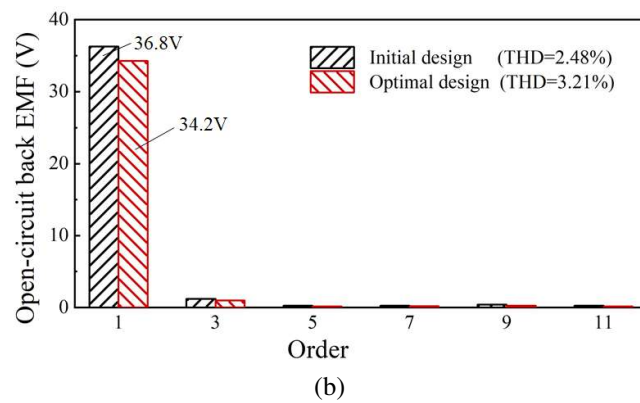 Open-circuit back EMF (V)
40
30
20
10
0
36.8V
34.2V
Initial design (THD=2.48%)
Optimal design (THD=3.21%)
1 3 5 7 9 11
Order
(b)